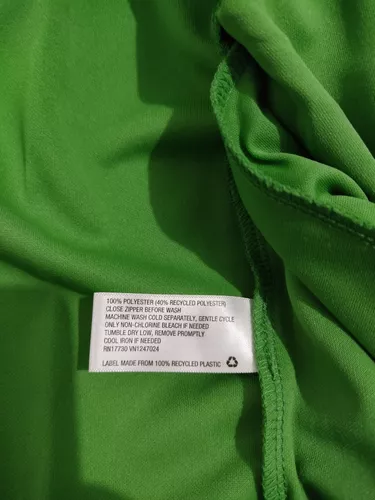 100% POLYESTER (40% RECYCLED POLYESTER)
CLOSE ZIPPER BEFORE WASH
MACHINE WASH COLD SEPARATELY, GENTLE CYCLE
ONLY NON-CHLORINE BLEACH IF NEEDED
TUMBLE DRY LOW, REMOVE PROMPTLY
COOL IRON IF NEEDED
RN17730 VN1247024
LABEL MADE FROM 100% RECYCLED PLASTIC